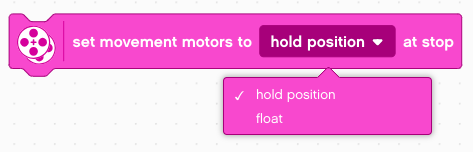 set movement motors to hold position at stop
✓ hold position
float